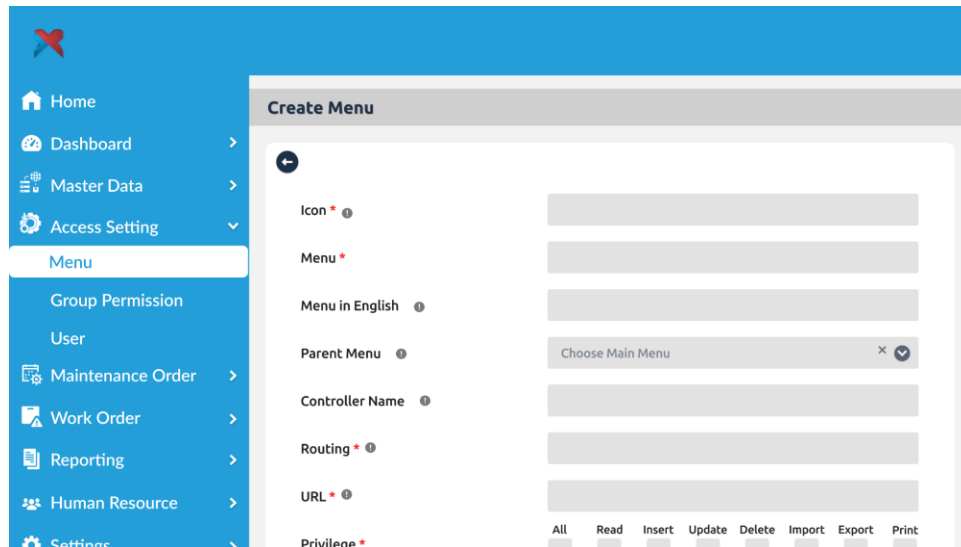 Home
Dashboard
Master Data
Access Setting
Menu
Group Permission
User
Maintenance Order
Work Order
Reporting
Human Resource
Settings
Create Menu
Icon *
Menu *
Menu in English
Parent Menu
Choose Main Menu
Controller Name
Routing *
URL *
All Read Insert Update Delete Import Export Print
Privilege *